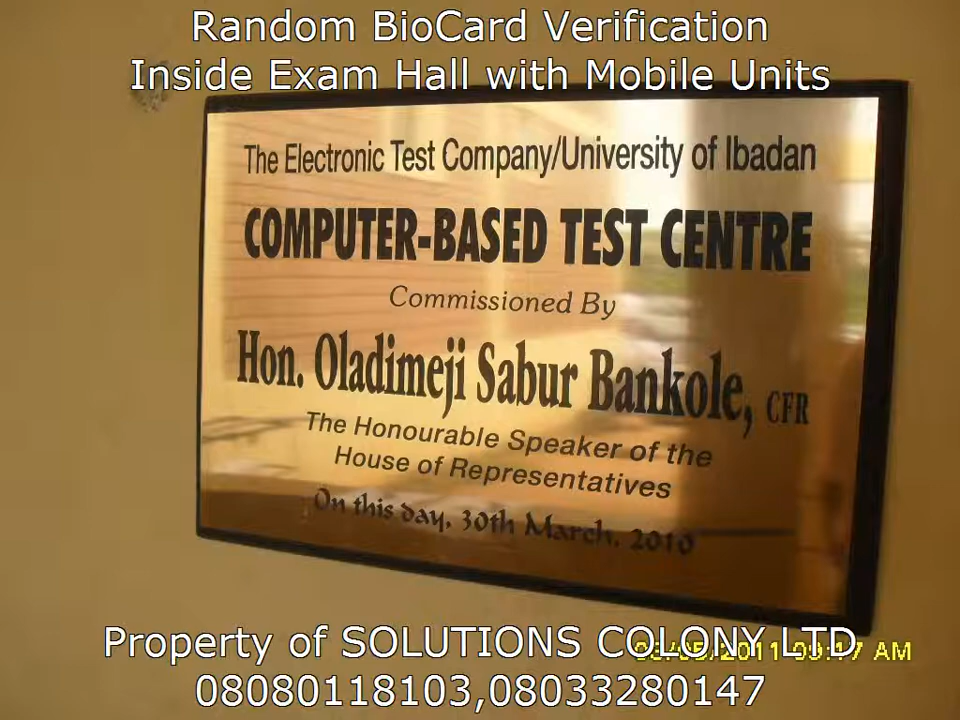 Random BioCard Verification
Inside Exam Hall with Mobile Units
The Electronic Test Company/University of Ibadan
COMPUTER-BASED TEST CENTRE
Commissioned By
Hon. Oladimeji Sabur Bankole, CFR
The Honourable Speaker of the
House of Representatives
On this day, 30th March, 2010
Property of SOLUTIONS COLONY LTD
AM
08080118103,08033280147